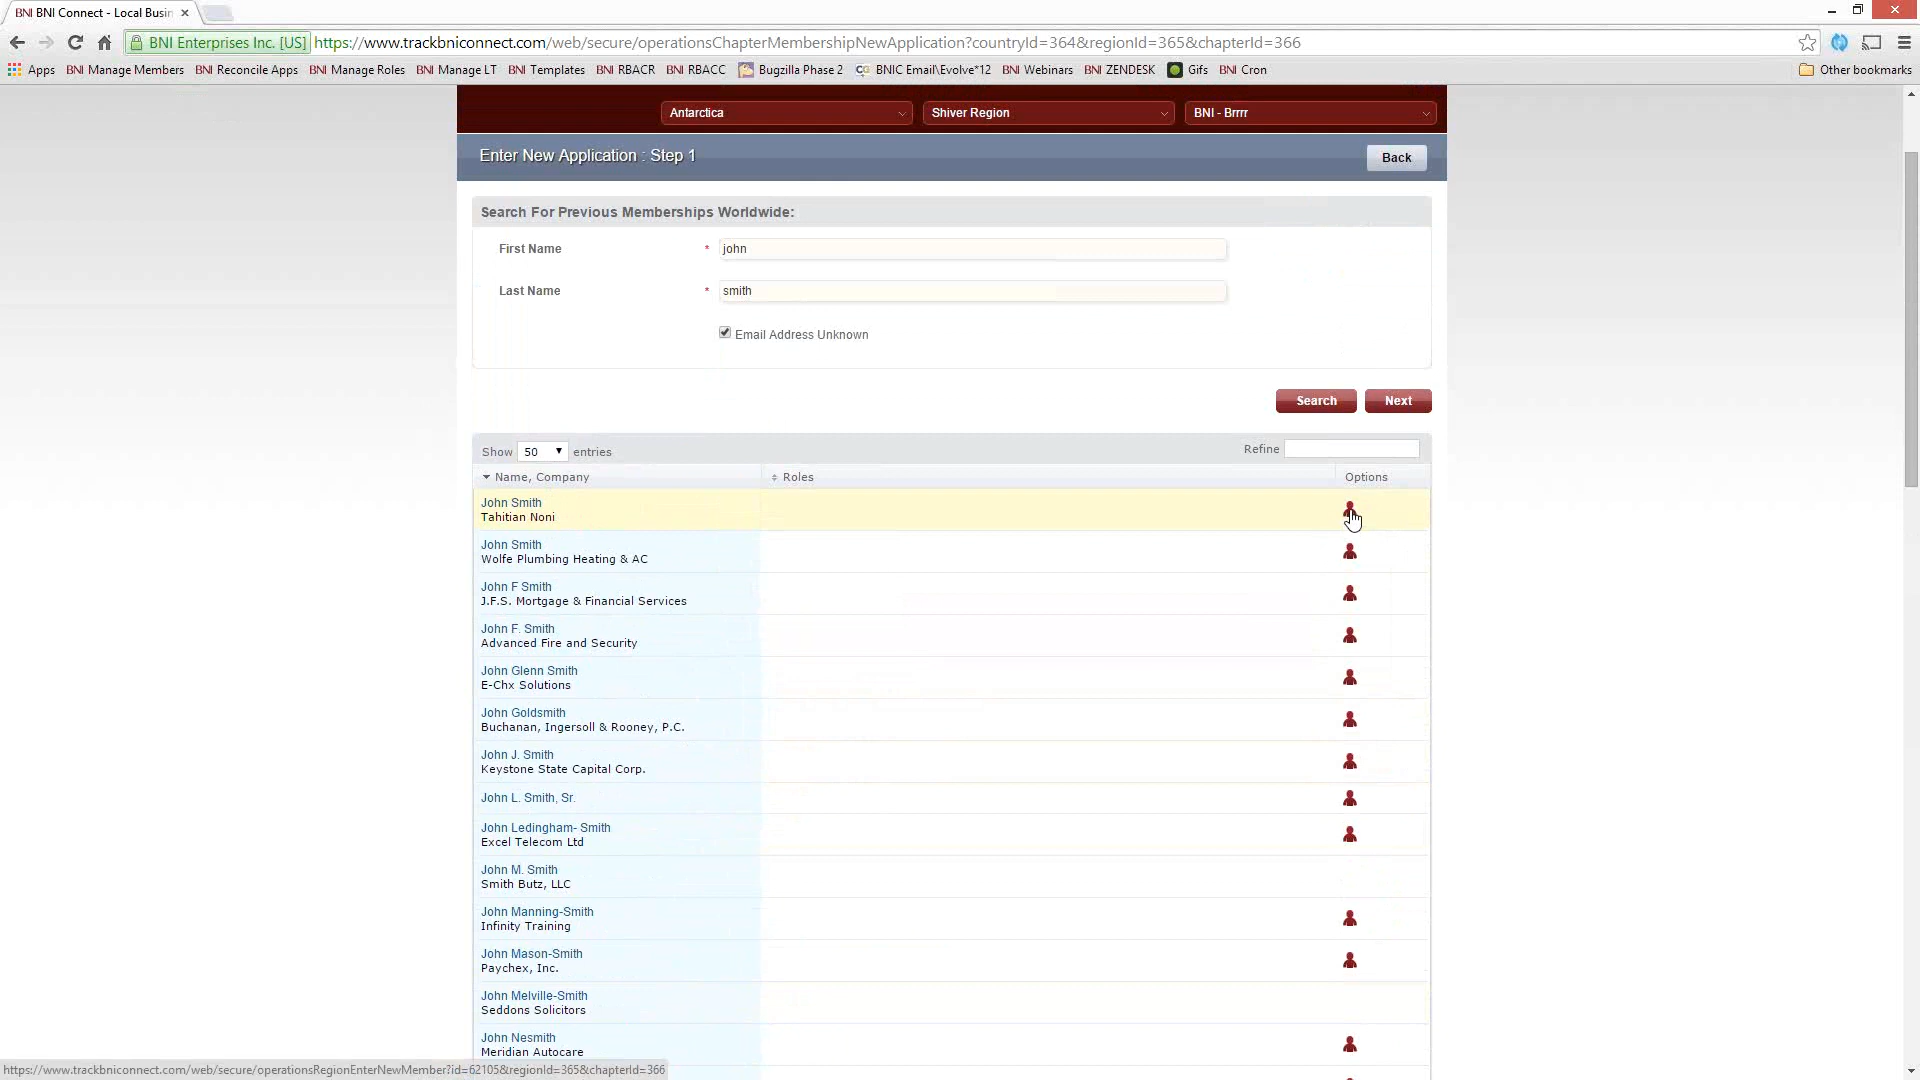 BNI BNI Connect - Local Busin
BNI Enterprises Inc. [US] https://www.trackbniconnect.com/web/secure/operationsChapterMembershipNewApplication?countryId=364&regionId=365&chapterId=366
Apps BNI Manage Members BNI Reconcile Apps BNI Manage Roles BNI Manage LT BNI Templates BNI RBACR BNI RBACC Bugzilla Phase 2 CC BNIC Email\Evolve*12 BNI Webinars BNI ZENDESK Gifs BNI Cron Other bookmarks
Antarctica Shiver Region BNI - Brrrr
Enter New Application : Step 1 Back
Search For Previous Memberships Worldwide:
First Name * john
Last Name * smith
Email Address Unknown
Search Next
Show 50 entries Refine
Name, Company Roles Options
John Smith
Tahitian Noni
John Smith
Wolfe Plumbing Heating & AC
John F Smith
J.F.S. Mortgage & Financial Services
John F. Smith
Advanced Fire and Security
John Glenn Smith
E-Chx Solutions
John Goldsmith
Buchanan, Ingersoll & Rooney, P.C.
John J. Smith
Keystone State Capital Corp.
John L. Smith, Sr.
John Ledingham- Smith
Excel Telecom Ltd
John M. Smith
Smith Butz, LLC
John Manning-Smith
Infinity Training
John Mason-Smith
Paychex, Inc.
John Melville-Smith
Seddons Solicitors
John Nesmith
Meridian Autocare
https://www.trackbniconnect.com/web/secure/operationsRegionEnterNewMember?id=62105&regionId=365&chapterId=366